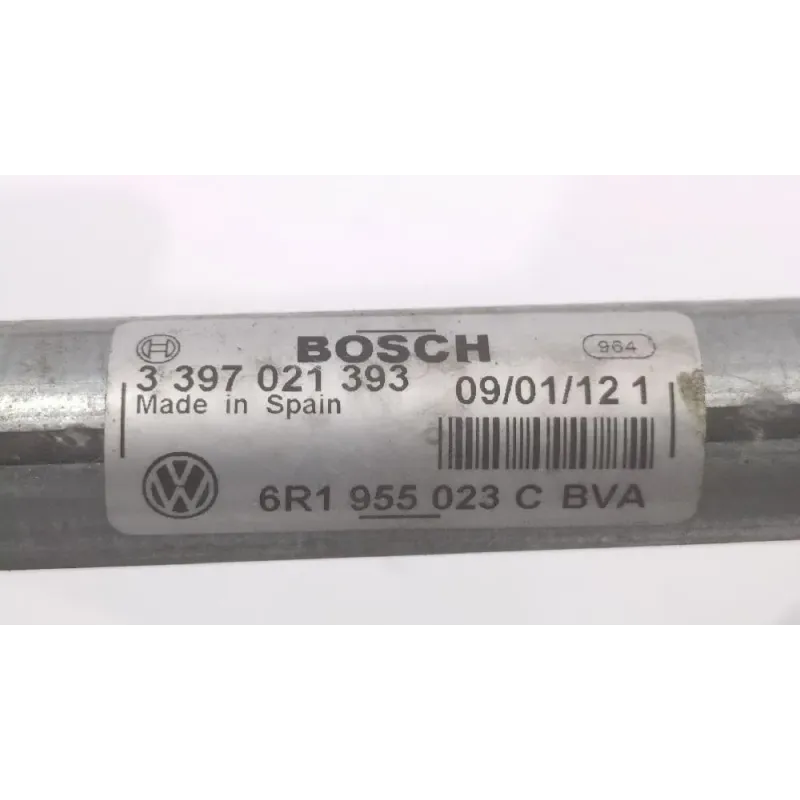 BOSCH 964
3 397 021 393 09/01/12 1
Made in Spain
6R1 955 023 C BVA